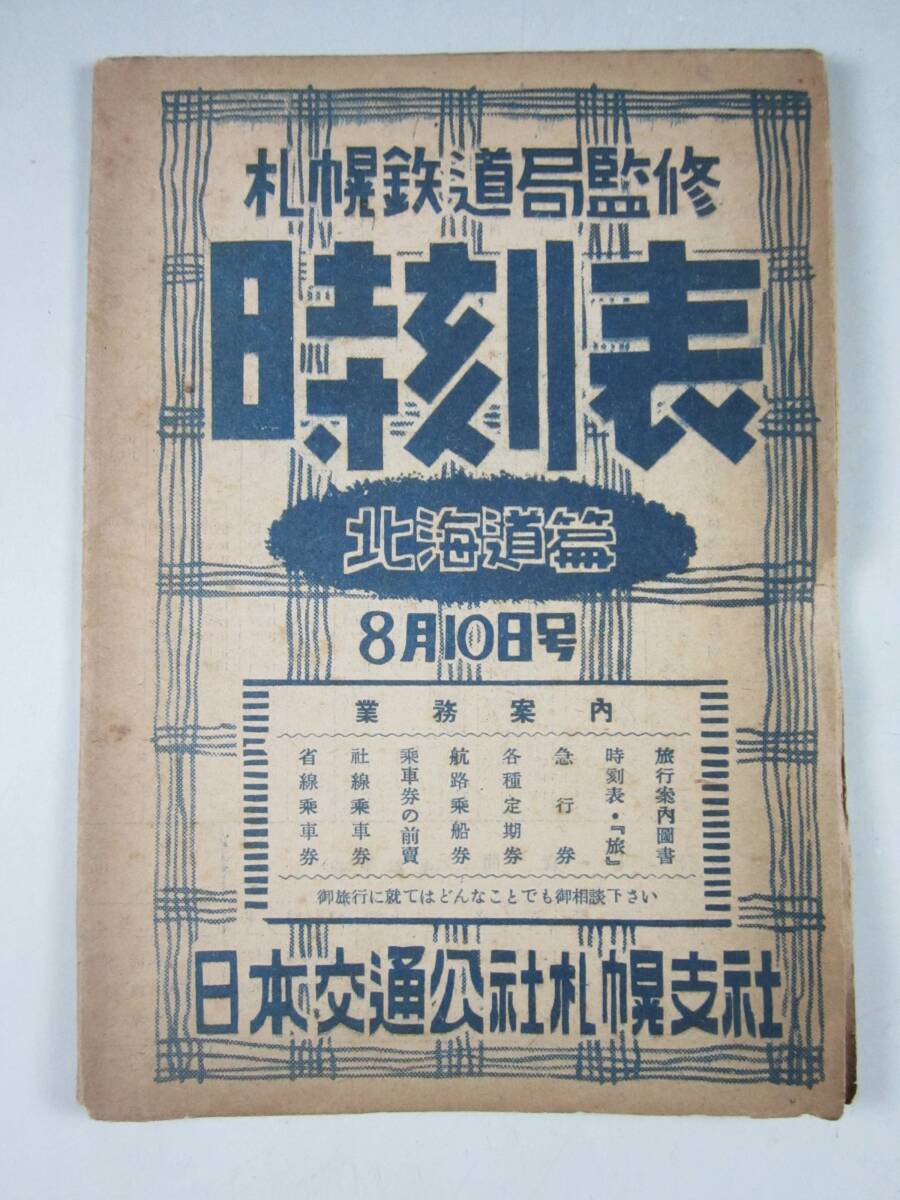 札幌鉄道局監修
時刻表
北海道篇
8月10日号
業務案内
旅行案内圖書
時刻表・『旅』
急行券
各種定期券
航路乗船券
乗車券の前賣
社線乗車券
省線乗車券
御旅行に就てはどんなことでも御相談下さい
日本交通公社札幌支社